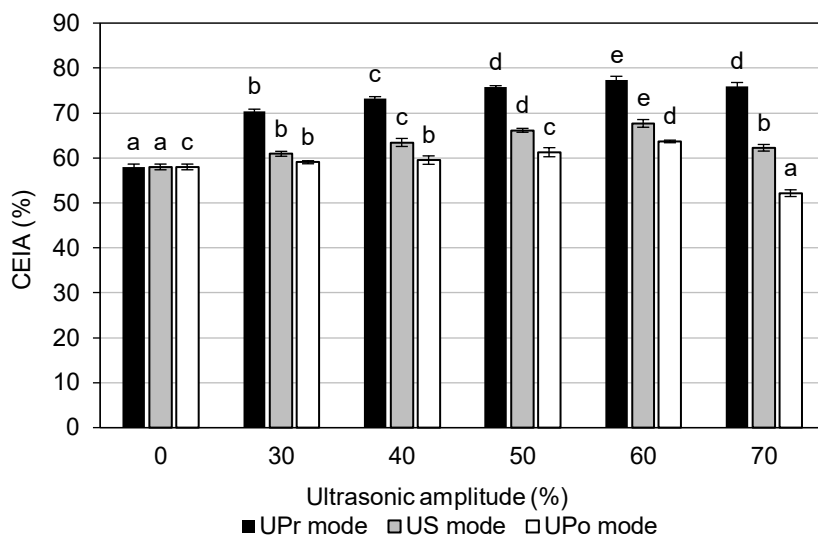 90
80
70
60
50
40
30
20
10
0
CEIA (%)
a a c
b b b
c c b
d d c
e e d
d b a
0 30 40 50 60 70
Ultrasonic amplitude (%)
UPr mode US mode UPo mode